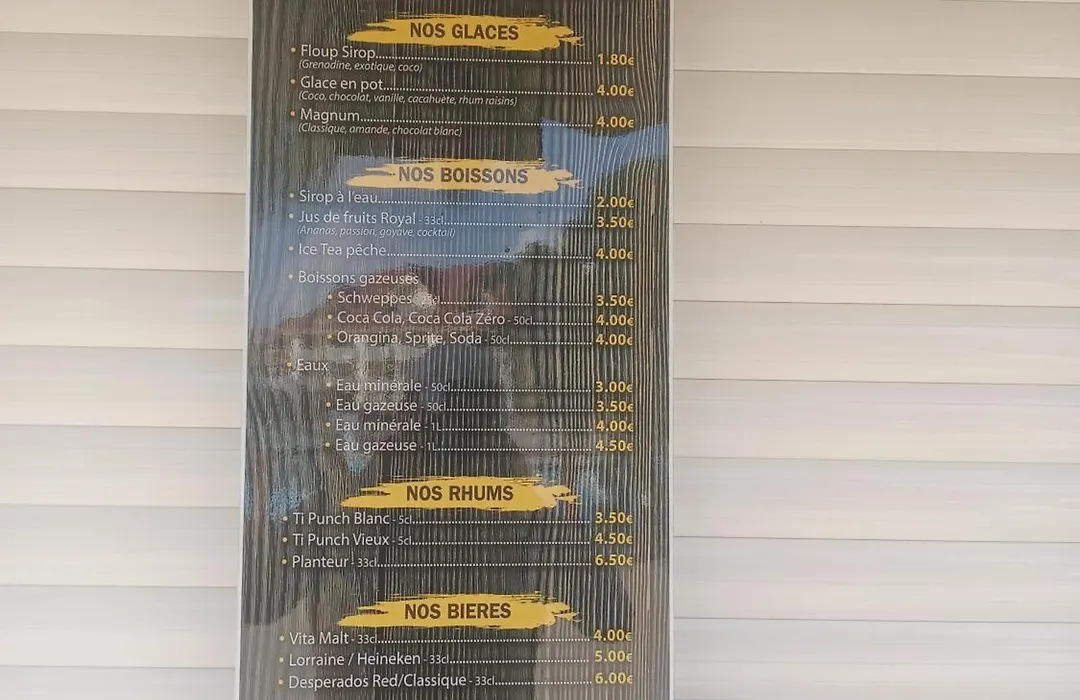 NOS GLACES
• Floup Sirop 1.80€
(Grenadine, exotique, coco)
• Glace en pot 4.00€
(Coco, chocolat, vanille, cacahuète, rhum raisins)
• Magnum 4.00€
(Classique, amande, chocolat blanc)
NOS BOISSONS
• Sirop à l'eau 2.00€
• Jus de fruits Royal - 33cl 3.50€
(Ananas, passion, goyave, cocktail)
• Ice Tea pêche 4.00€
• Boissons gazeuses
• Schweppes 3.50€
• Coca Cola, Coca Cola Zéro - 50cl 4.00€
• Orangina, Sprite, Soda - 50cl 4.00€
• Eaux
• Eau minérale - 50cl 3.00€
• Eau gazeuse - 50cl 3.50€
• Eau minérale - 1L 4.00€
• Eau gazeuse - 1L 4.50€
NOS RHUMS
• Ti Punch Blanc - 5cl 3.50€
• Ti Punch Vieux - 5cl 4.50€
• Planteur - 33cl 6.50€
NOS BIERES
• Vita Malt - 33cl 4.00€
• Lorraine / Heineken - 33cl 5.00€
• Desperados Red/Classique - 33cl 6.00€